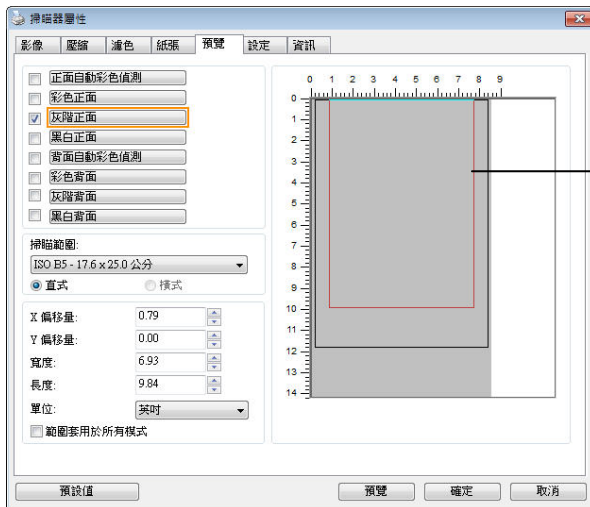 掃瞄器屬性
影像 壓縮 濾色 紙張 預覽 設定 資訊
正面自動彩色偵測
彩色正面
灰階正面
黑白正面
背面自動彩色偵測
彩色背面
灰階背面
黑白背面
掃瞄範圍:
ISO B5 - 17.6 x 25.0 公分
直式 橫式
X 偏移量: 0.79
Y 偏移量: 0.00
寬度: 6.93
長度: 9.84
單位: 英吋
範圍套用於所有模式
0 1 2 3 4 5 6 7 8 9
0
1
2
3
4
5
6
7
8
9
10
11
12
13
14
預設值 預覽 確定 取消